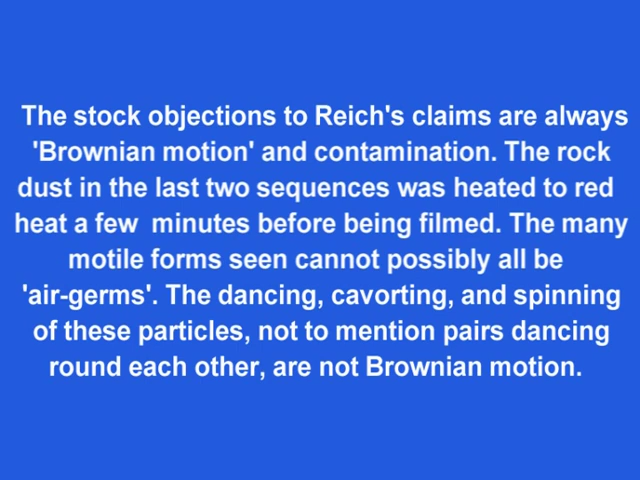 The stock objections to Reich's claims are always
'Brownian motion' and contamination. The rock
dust in the last two sequences was heated to red
heat a few  minutes before being filmed. The many
motile forms seen cannot possibly all be
'air-germs'. The dancing, cavorting, and spinning
of these particles, not to mention pairs dancing
round each other, are not Brownian motion.